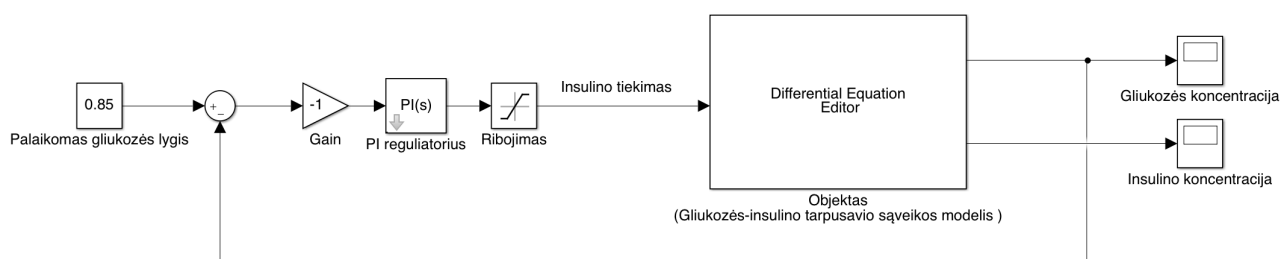 0.85
Palaikomas gliukozės lygis
+
−
-1
Gain
PI(s)
PI reguliatorius
Ribojimas
Insulino tiekimas
Differential Equation
Editor
Objektas
(Gliukozės-insulino tarpusavio sąveikos modelis )
Gliukozės koncentracija
Insulino koncentracija